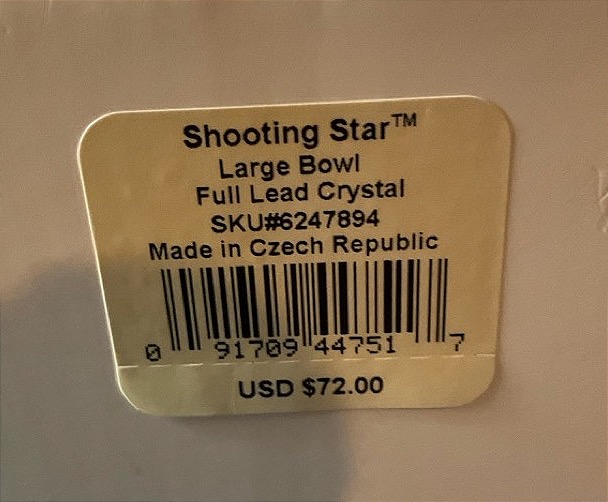 Shooting Star™
Large Bowl
Full Lead Crystal
SKU#6247894
Made in Czech Republic
0 91709 44751 7
USD $72.00